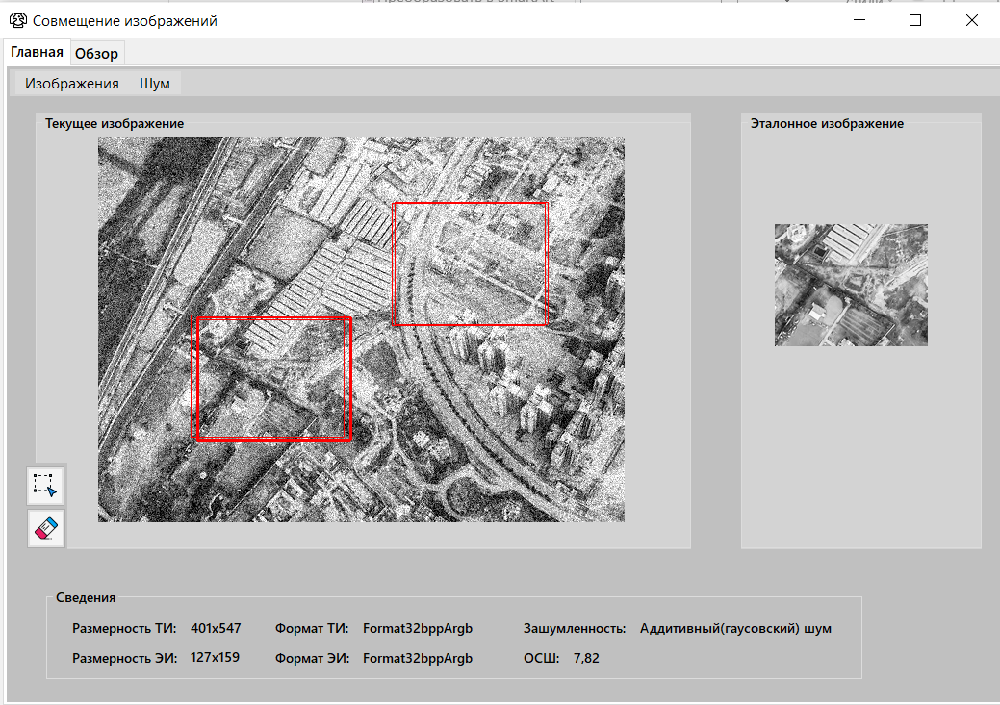 Совмещение изображений
Главная Обзор
Изображения Шум
Текущее изображение
Эталонное изображение
Сведения
Размерность ТИ: 401x547 Формат ТИ: Format32bppArgb Зашумленность: Аддитивный(гаусовский) шум
Размерность ЭИ: 127x159 Формат ЭИ: Format32bppArgb ОСШ: 7,82